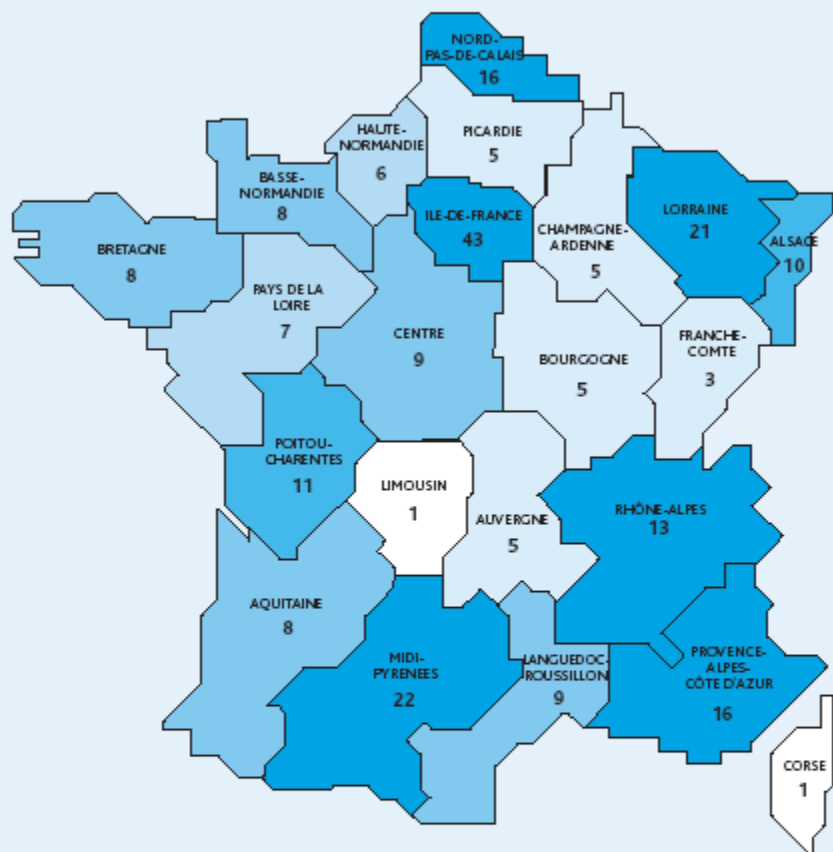 NORD-
PAS-DE-CALAIS
16
HAUTE-
NORMANDIE
6
PICARDIE
5
BASSE-
NORMANDIE
8
ILE-DE-FRANCE
43
CHAMPAGNE-
ARDENNE
5
LORRAINE
21
ALSACE
10
BRETAGNE
8
PAYS DE LA
LOIRE
7
CENTRE
9
BOURGOGNE
5
FRANCHE-
COMTE
3
POITOU-
CHARENTES
11
LIMOUSIN
1
AUVERGNE
5
RHÔNE-ALPES
13
AQUITAINE
8
MIDI-
PYRENEES
22
LANGUEDOC-
ROUSSILLON
9
PROVENCE-
ALPES-
CÔTE D'AZUR
16
CORSE
1